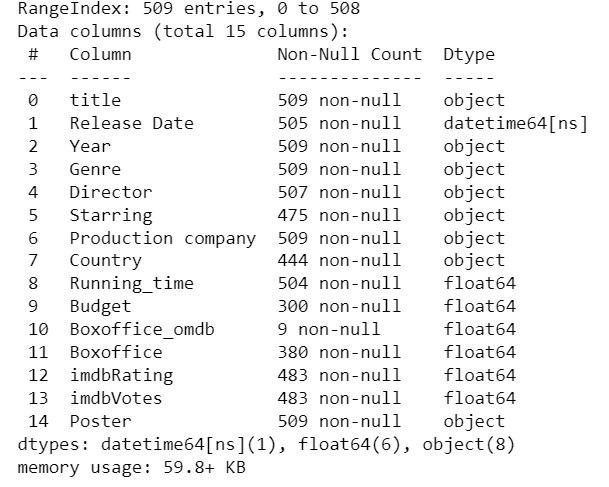 RangeIndex: 509 entries, 0 to 508
Data columns (total 15 columns):
 #   Column              Non-Null Count  Dtype
---  ------              --------------  -----
 0   title               509 non-null    object
 1   Release Date        505 non-null    datetime64[ns]
 2   Year                509 non-null    object
 3   Genre               509 non-null    object
 4   Director            507 non-null    object
 5   Starring            475 non-null    object
 6   Production company  509 non-null    object
 7   Country             444 non-null    object
 8   Running_time        504 non-null    float64
 9   Budget              300 non-null    float64
 10  Boxoffice_omdb      9 non-null      float64
 11  Boxoffice           380 non-null    float64
 12  imdbRating          483 non-null    float64
 13  imdbVotes           483 non-null    float64
 14  Poster              509 non-null    object
dtypes: datetime64[ns](1), float64(6), object(8)
memory usage: 59.8+ KB